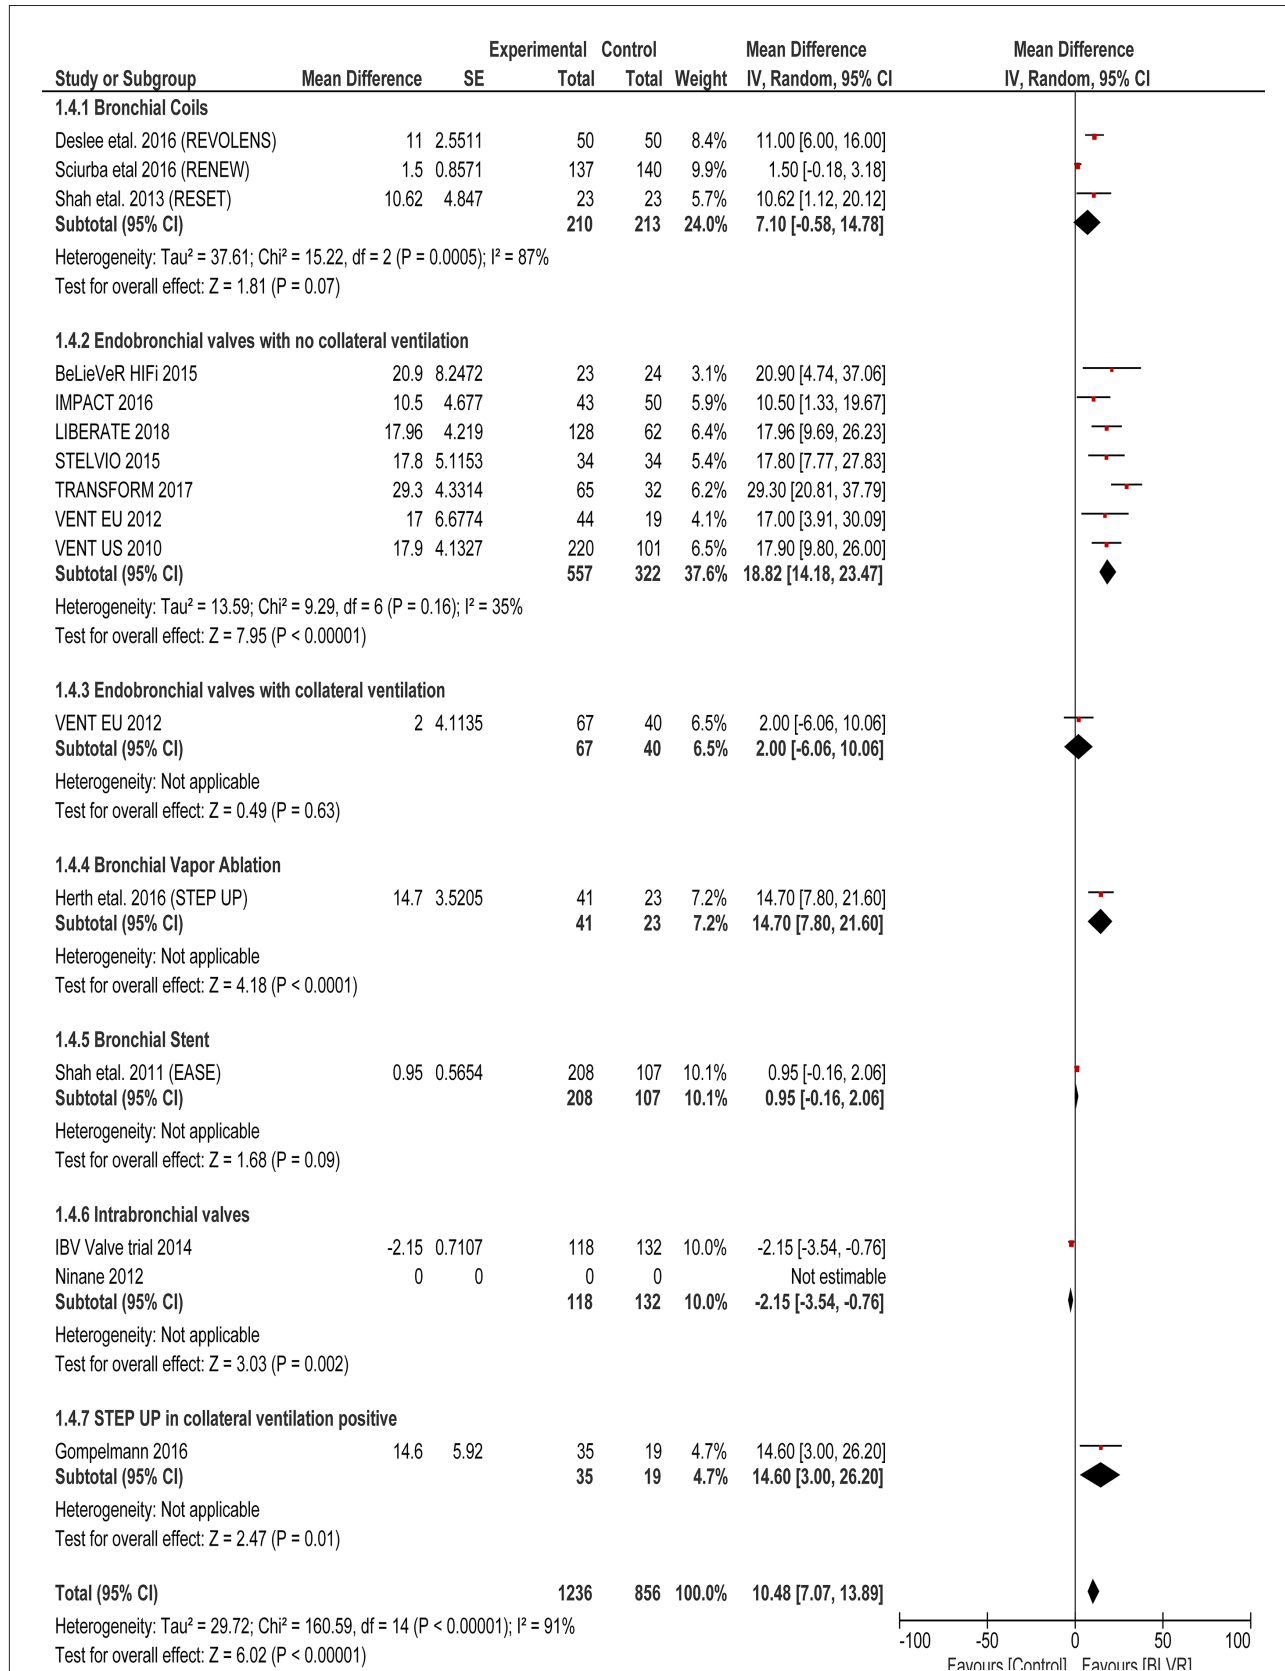 Experimental Control Mean Difference Mean Difference
Study or Subgroup Mean Difference SE Total Total Weight IV, Random, 95% CI IV, Random, 95% CI
1.4.1 Bronchial Coils
Deslee etal. 2016 (REVOLENS) 11 2.5511 50 50 8.4% 11.00 [6.00, 16.00]
Sciurba etal 2016 (RENEW) 1.5 0.8571 137 140 9.9% 1.50 [-0.18, 3.18]
Shah etal. 2013 (RESET) 10.62 4.847 23 23 5.7% 10.62 [1.12, 20.12]
Subtotal (95% CI) 210 213 24.0% 7.10 [-0.58, 14.78]
Heterogeneity: Tau² = 37.61; Chi² = 15.22, df = 2 (P = 0.0005); I² = 87%
Test for overall effect: Z = 1.81 (P = 0.07)
1.4.2 Endobronchial valves with no collateral ventilation
BeLieVeR HIFi 2015 20.9 8.2472 23 24 3.1% 20.90 [4.74, 37.06]
IMPACT 2016 10.5 4.677 43 50 5.9% 10.50 [1.33, 19.67]
LIBERATE 2018 17.96 4.219 128 62 6.4% 17.96 [9.69, 26.23]
STELVIO 2015 17.8 5.1153 34 34 5.4% 17.80 [7.77, 27.83]
TRANSFORM 2017 29.3 4.3314 65 32 6.2% 29.30 [20.81, 37.79]
VENT EU 2012 17 6.6774 44 19 4.1% 17.00 [3.91, 30.09]
VENT US 2010 17.9 4.1327 220 101 6.5% 17.90 [9.80, 26.00]
Subtotal (95% CI) 557 322 37.6% 18.82 [14.18, 23.47]
Heterogeneity: Tau² = 13.59; Chi² = 9.29, df = 6 (P = 0.16); I² = 35%
Test for overall effect: Z = 7.95 (P < 0.00001)
1.4.3 Endobronchial valves with collateral ventilation
VENT EU 2012 2 4.1135 67 40 6.5% 2.00 [-6.06, 10.06]
Subtotal (95% CI) 67 40 6.5% 2.00 [-6.06, 10.06]
Heterogeneity: Not applicable
Test for overall effect: Z = 0.49 (P = 0.63)
1.4.4 Bronchial Vapor Ablation
Herth etal. 2016 (STEP UP) 14.7 3.5205 41 23 7.2% 14.70 [7.80, 21.60]
Subtotal (95% CI) 41 23 7.2% 14.70 [7.80, 21.60]
Heterogeneity: Not applicable
Test for overall effect: Z = 4.18 (P < 0.0001)
1.4.5 Bronchial Stent
Shah etal. 2011 (EASE) 0.95 0.5654 208 107 10.1% 0.95 [-0.16, 2.06]
Subtotal (95% CI) 208 107 10.1% 0.95 [-0.16, 2.06]
Heterogeneity: Not applicable
Test for overall effect: Z = 1.68 (P = 0.09)
1.4.6 Intrabronchial valves
IBV Valve trial 2014 -2.15 0.7107 118 132 10.0% -2.15 [-3.54, -0.76]
Ninane 2012 0 0 0 0 Not estimable
Subtotal (95% CI) 118 132 10.0% -2.15 [-3.54, -0.76]
Heterogeneity: Not applicable
Test for overall effect: Z = 3.03 (P = 0.002)
1.4.7 STEP UP in collateral ventilation positive
Gompelmann 2016 14.6 5.92 35 19 4.7% 14.60 [3.00, 26.20]
Subtotal (95% CI) 35 19 4.7% 14.60 [3.00, 26.20]
Heterogeneity: Not applicable
Test for overall effect: Z = 2.47 (P = 0.01)
Total (95% CI) 1236 856 100.0% 10.48 [7.07, 13.89]
Heterogeneity: Tau² = 29.72; Chi² = 160.59, df = 14 (P < 0.00001); I² = 91%
-100 -50 0 50 100
Test for overall effect: Z = 6.02 (P < 0.00001)
Favours [Control] Favours [BLVR]